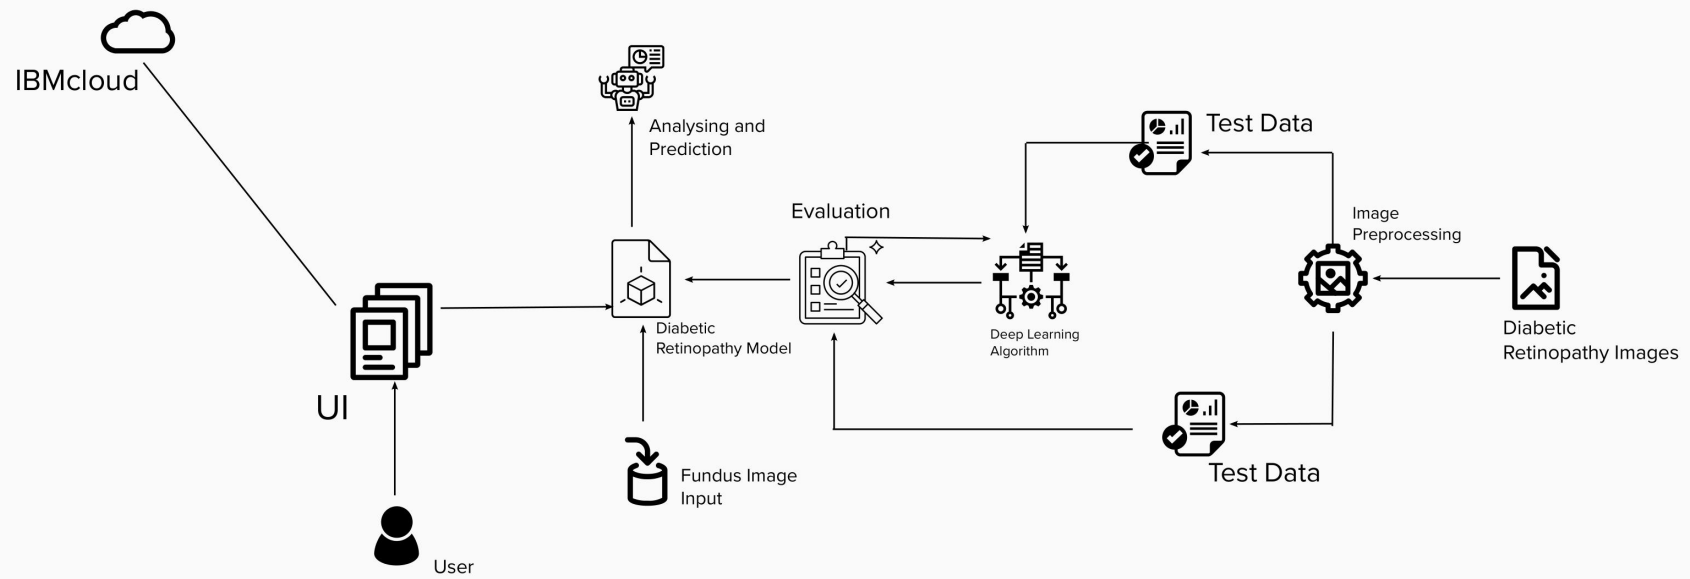 IBMcloud
Analysing and
Prediction
Test Data
Evaluation
Image
Preprocessing
Diabetic
Retinopathy Model
Deep Learning
Algorithm
Diabetic
Retinopathy Images
UI
Fundus Image
Input
Test Data
User